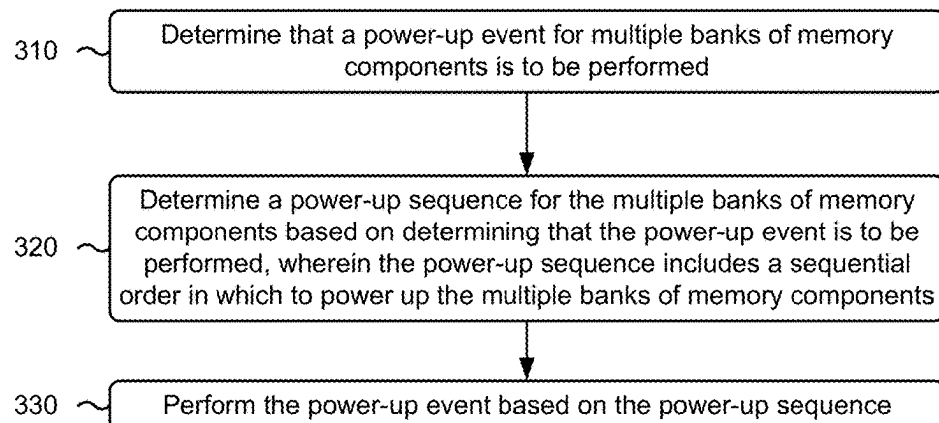 310
Determine that a power-up event for multiple banks of memory
components is to be performed
320
Determine a power-up sequence for the multiple banks of memory
components based on determining that the power-up event is to be
performed, wherein the power-up sequence includes a sequential
order in which to power up the multiple banks of memory components
330
Perform the power-up event based on the power-up sequence